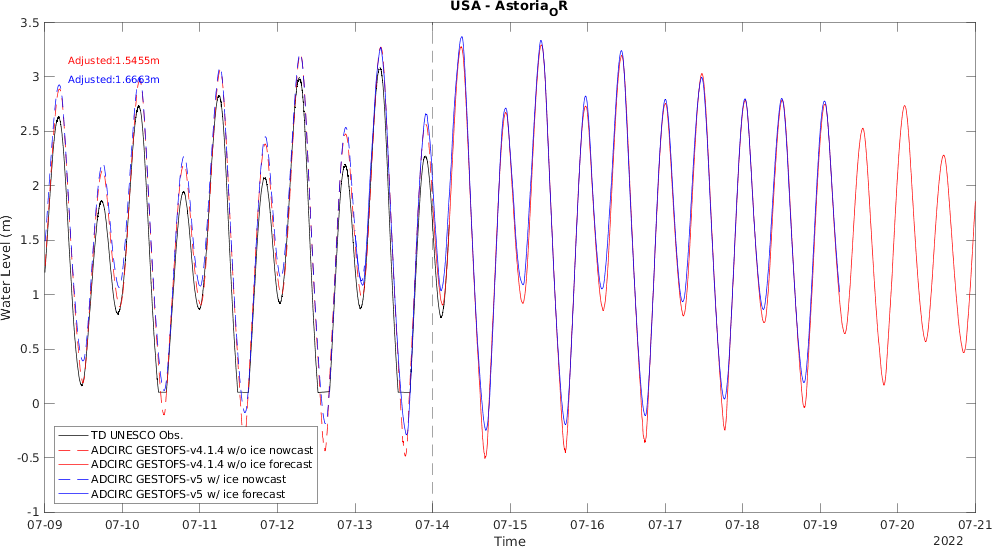 USA - Astoria_OR
3.5
3
2.5
2
1.5
1
0.5
0
-0.5
-1
Water Level (m)
Adjusted:1.5455m
Adjusted:1.6663m
TD UNESCO Obs.
ADCIRC GESTOFS-v4.1.4 w/o ice nowcast
ADCIRC GESTOFS-v4.1.4 w/o ice forecast
ADCIRC GESTOFS-v5 w/ ice nowcast
ADCIRC GESTOFS-v5 w/ ice forecast
07-09 07-10 07-11 07-12 07-13 07-14 07-15 07-16 07-17 07-18 07-19 07-20 07-21
Time
2022